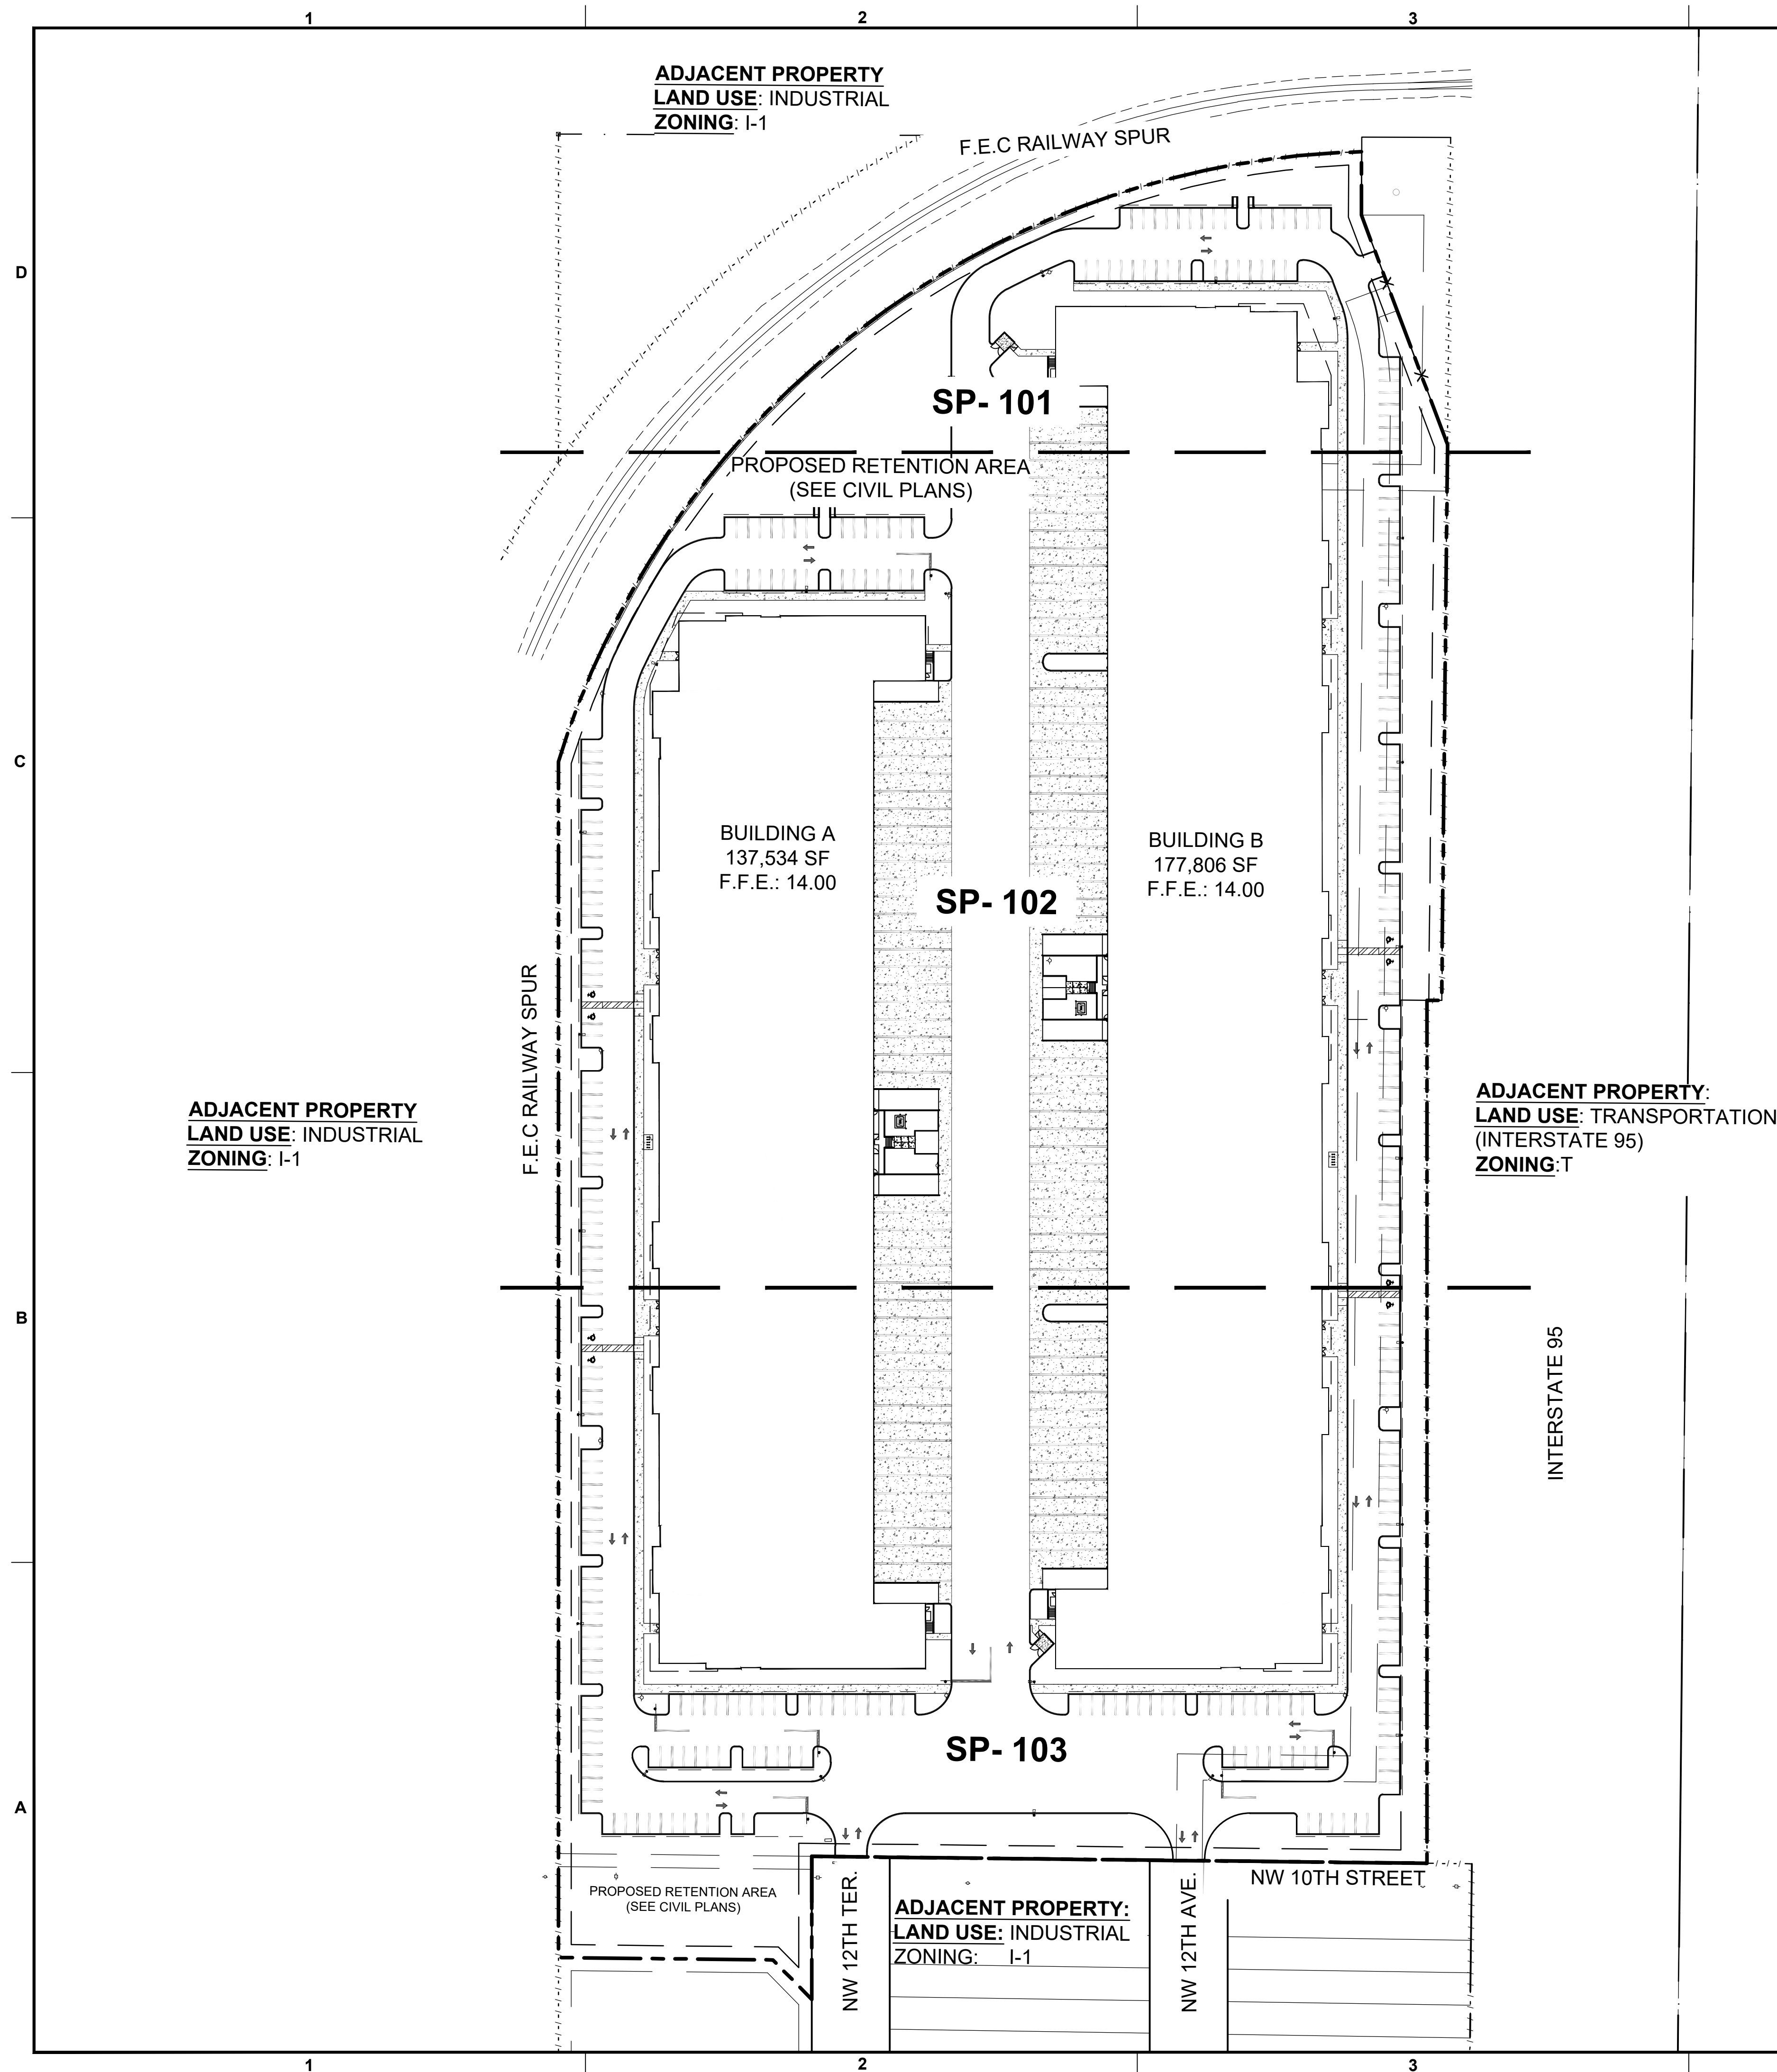 1
2
3
ADJACENT PROPERTY
LAND USE: INDUSTRIAL
ZONING: I-1
F.E.C RAILWAY SPUR
D
SP- 101
PROPOSED RETENTION AREA
(SEE CIVIL PLANS)
C
BUILDING A
137,534 SF
F.F.E.: 14.00
BUILDING B
177,806 SF
F.F.E.: 14.00
SP- 102
F.E.C RAILWAY SPUR
ADJACENT PROPERTY
LAND USE: INDUSTRIAL
ZONING: I-1
ADJACENT PROPERTY:
LAND USE: TRANSPORTATION
(INTERSTATE 95)
ZONING:T
B
INTERSTATE 95
SP- 103
A
PROPOSED RETENTION AREA
(SEE CIVIL PLANS)
NW 12TH TER.
ADJACENT PROPERTY:
LAND USE: INDUSTRIAL
ZONING: I-1
NW 12TH AVE.
NW 10TH STREET
1
2
3